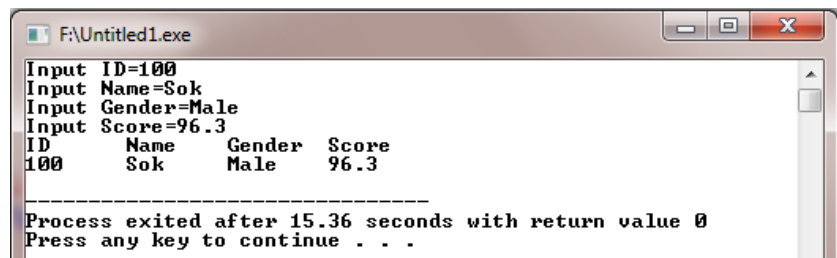 F:\Untitled1.exe
Input ID=100
Input Name=Sok
Input Gender=Male
Input Score=96.3
ID Name Gender Score
100 Sok Male 96.3
--------------------------------
Process exited after 15.36 seconds with return value 0
Press any key to continue . . .